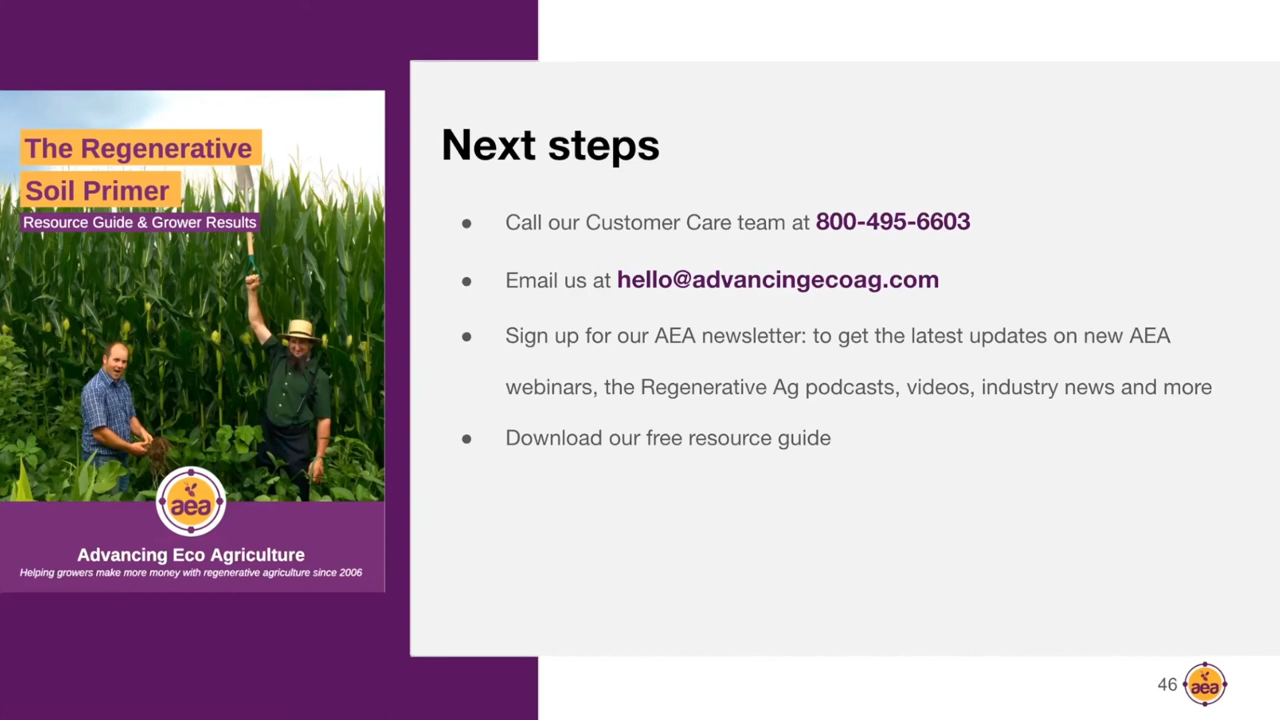 The Regenerative
Soil Primer
Resource Guide & Grower Results
aea
Advancing Eco Agriculture
Helping growers make more money with regenerative agriculture since 2006
Next steps
● Call our Customer Care team at 800-495-6603
● Email us at hello@advancingecoag.com
● Sign up for our AEA newsletter: to get the latest updates on new AEA
webinars, the Regenerative Ag podcasts, videos, industry news and more
● Download our free resource guide
46
aea